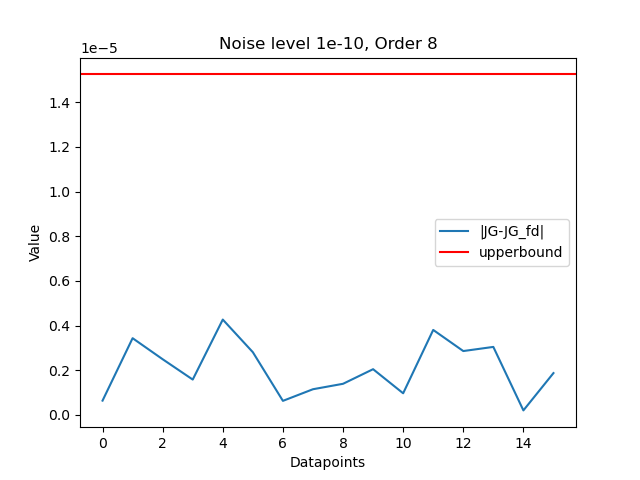 Noise level 1e-10, Order 8
1e−5
1.4
1.2
1.0
0.8
0.6
0.4
0.2
0.0
Value
|JG-JG_fd|
upperbound
0 2 4 6 8 10 12 14
Datapoints